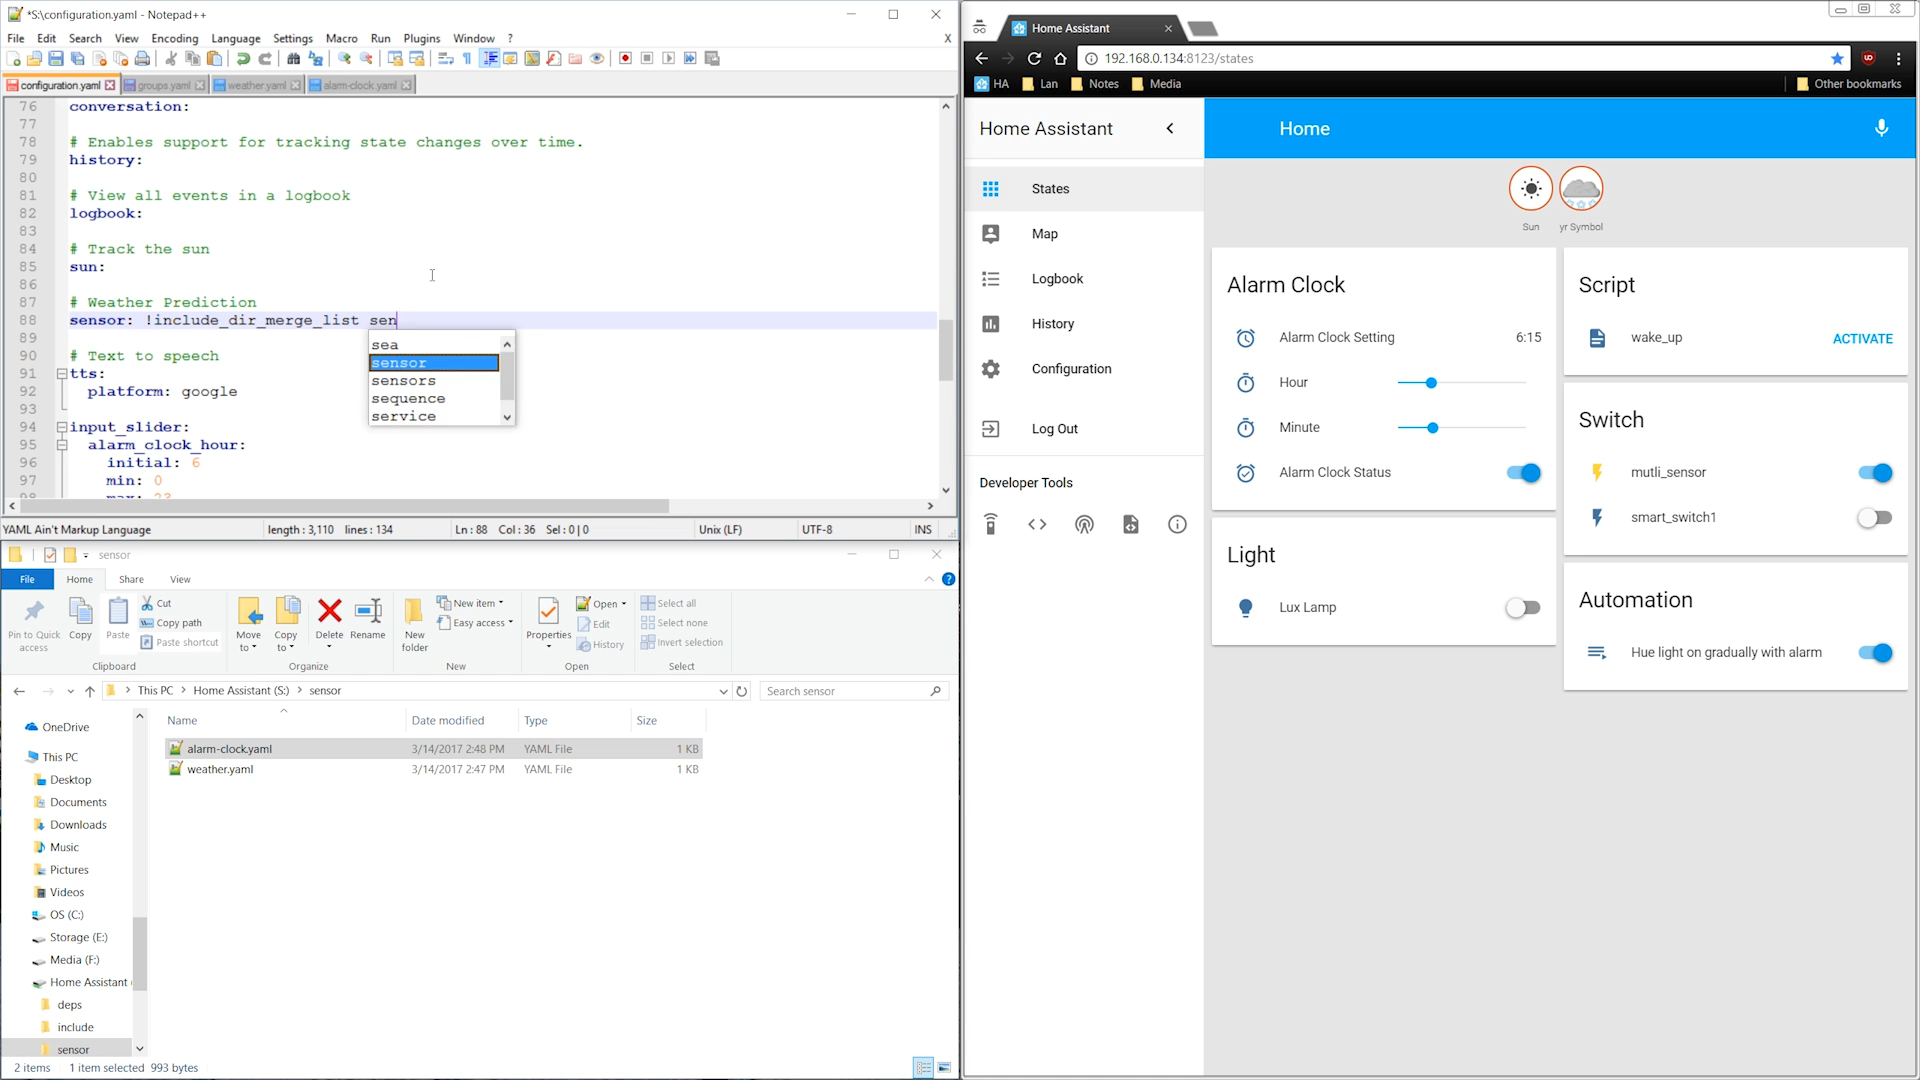 *S:\configuration.yaml - Notepad++
File Edit Search View Encoding Language Settings Macro Run Plugins Window ? X
configuration.yaml groups.yaml weather.yaml alarm-clock.yaml
76 conversation:
77
78 # Enables support for tracking state changes over time.
79 history:
80
81 # View all events in a logbook
82 logbook:
83
84 # Track the sun
85 sun:
86
87 # Weather Prediction
88 sensor: !include_dir_merge_list sen
89
90 # Text to speech
91 tts:
92 platform: google
93
94 input_slider:
95 alarm_clock_hour:
96 initial: 6
97 min: 0
98 max: 23
sea
sensor
sensors
sequence
service
YAML Ain't Markup Language length : 3,110 lines : 134 Ln : 88 Col : 36 Sel : 0 | 0 Unix (LF) UTF-8 INS
sensor
File Home Share View
Pin to Quick access
Copy
Paste
Cut
Copy path
Paste shortcut
Clipboard
Move to
Copy to
Delete
Rename
Organize
New folder
New item
Easy access
New
Properties
Open
Edit
History
Open
Select all
Select none
Invert selection
Select
This PC > Home Assistant (S:) > sensor
Search sensor
OneDrive
This PC
Desktop
Documents
Downloads
Music
Pictures
Videos
OS (C:)
Storage (E:)
Media (F:)
Home Assistant (
deps
include
sensor
Name Date modified Type Size
alarm-clock.yaml 3/14/2017 2:48 PM YAML File 1 KB
weather.yaml 3/14/2017 2:47 PM YAML File 1 KB
2 items 1 item selected 993 bytes
Home Assistant
192.168.0.134:8123/states
HA Lan Notes Media Other bookmarks
Home Assistant
States
Map
Logbook
History
Configuration
Log Out
Developer Tools
Home
Sun
yr Symbol
Alarm Clock
Alarm Clock Setting 6:15
Hour
Minute
Alarm Clock Status
Light
Lux Lamp
Script
wake_up ACTIVATE
Switch
mutli_sensor
smart_switch1
Automation
Hue light on gradually with alarm